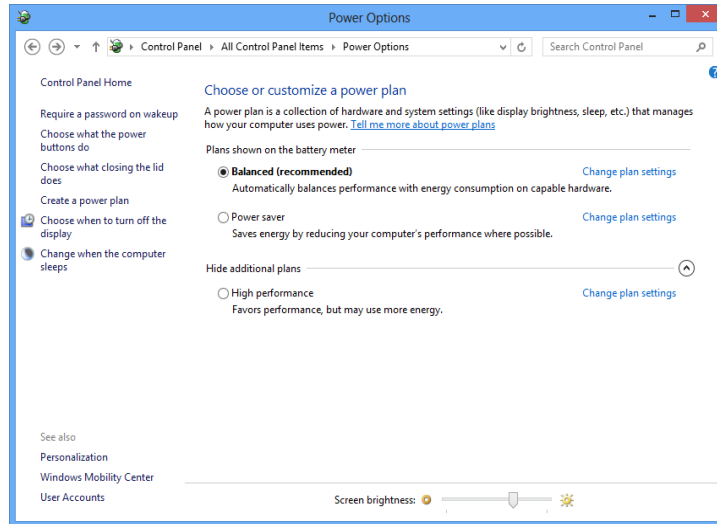 Power Options
Control Panel ▸ All Control Panel Items ▸ Power Options
Search Control Panel
Control Panel Home
Require a password on wakeup
Choose what the power
buttons do
Choose what closing the lid
does
Create a power plan
Choose when to turn off the
display
Change when the computer
sleeps
Choose or customize a power plan
A power plan is a collection of hardware and system settings (like display brightness, sleep, etc.) that manages
how your computer uses power. Tell me more about power plans
Plans shown on the battery meter
Balanced (recommended) Change plan settings
Automatically balances performance with energy consumption on capable hardware.
Power saver Change plan settings
Saves energy by reducing your computer's performance where possible.
Hide additional plans
High performance Change plan settings
Favors performance, but may use more energy.
See also
Personalization
Windows Mobility Center
User Accounts
Screen brightness: